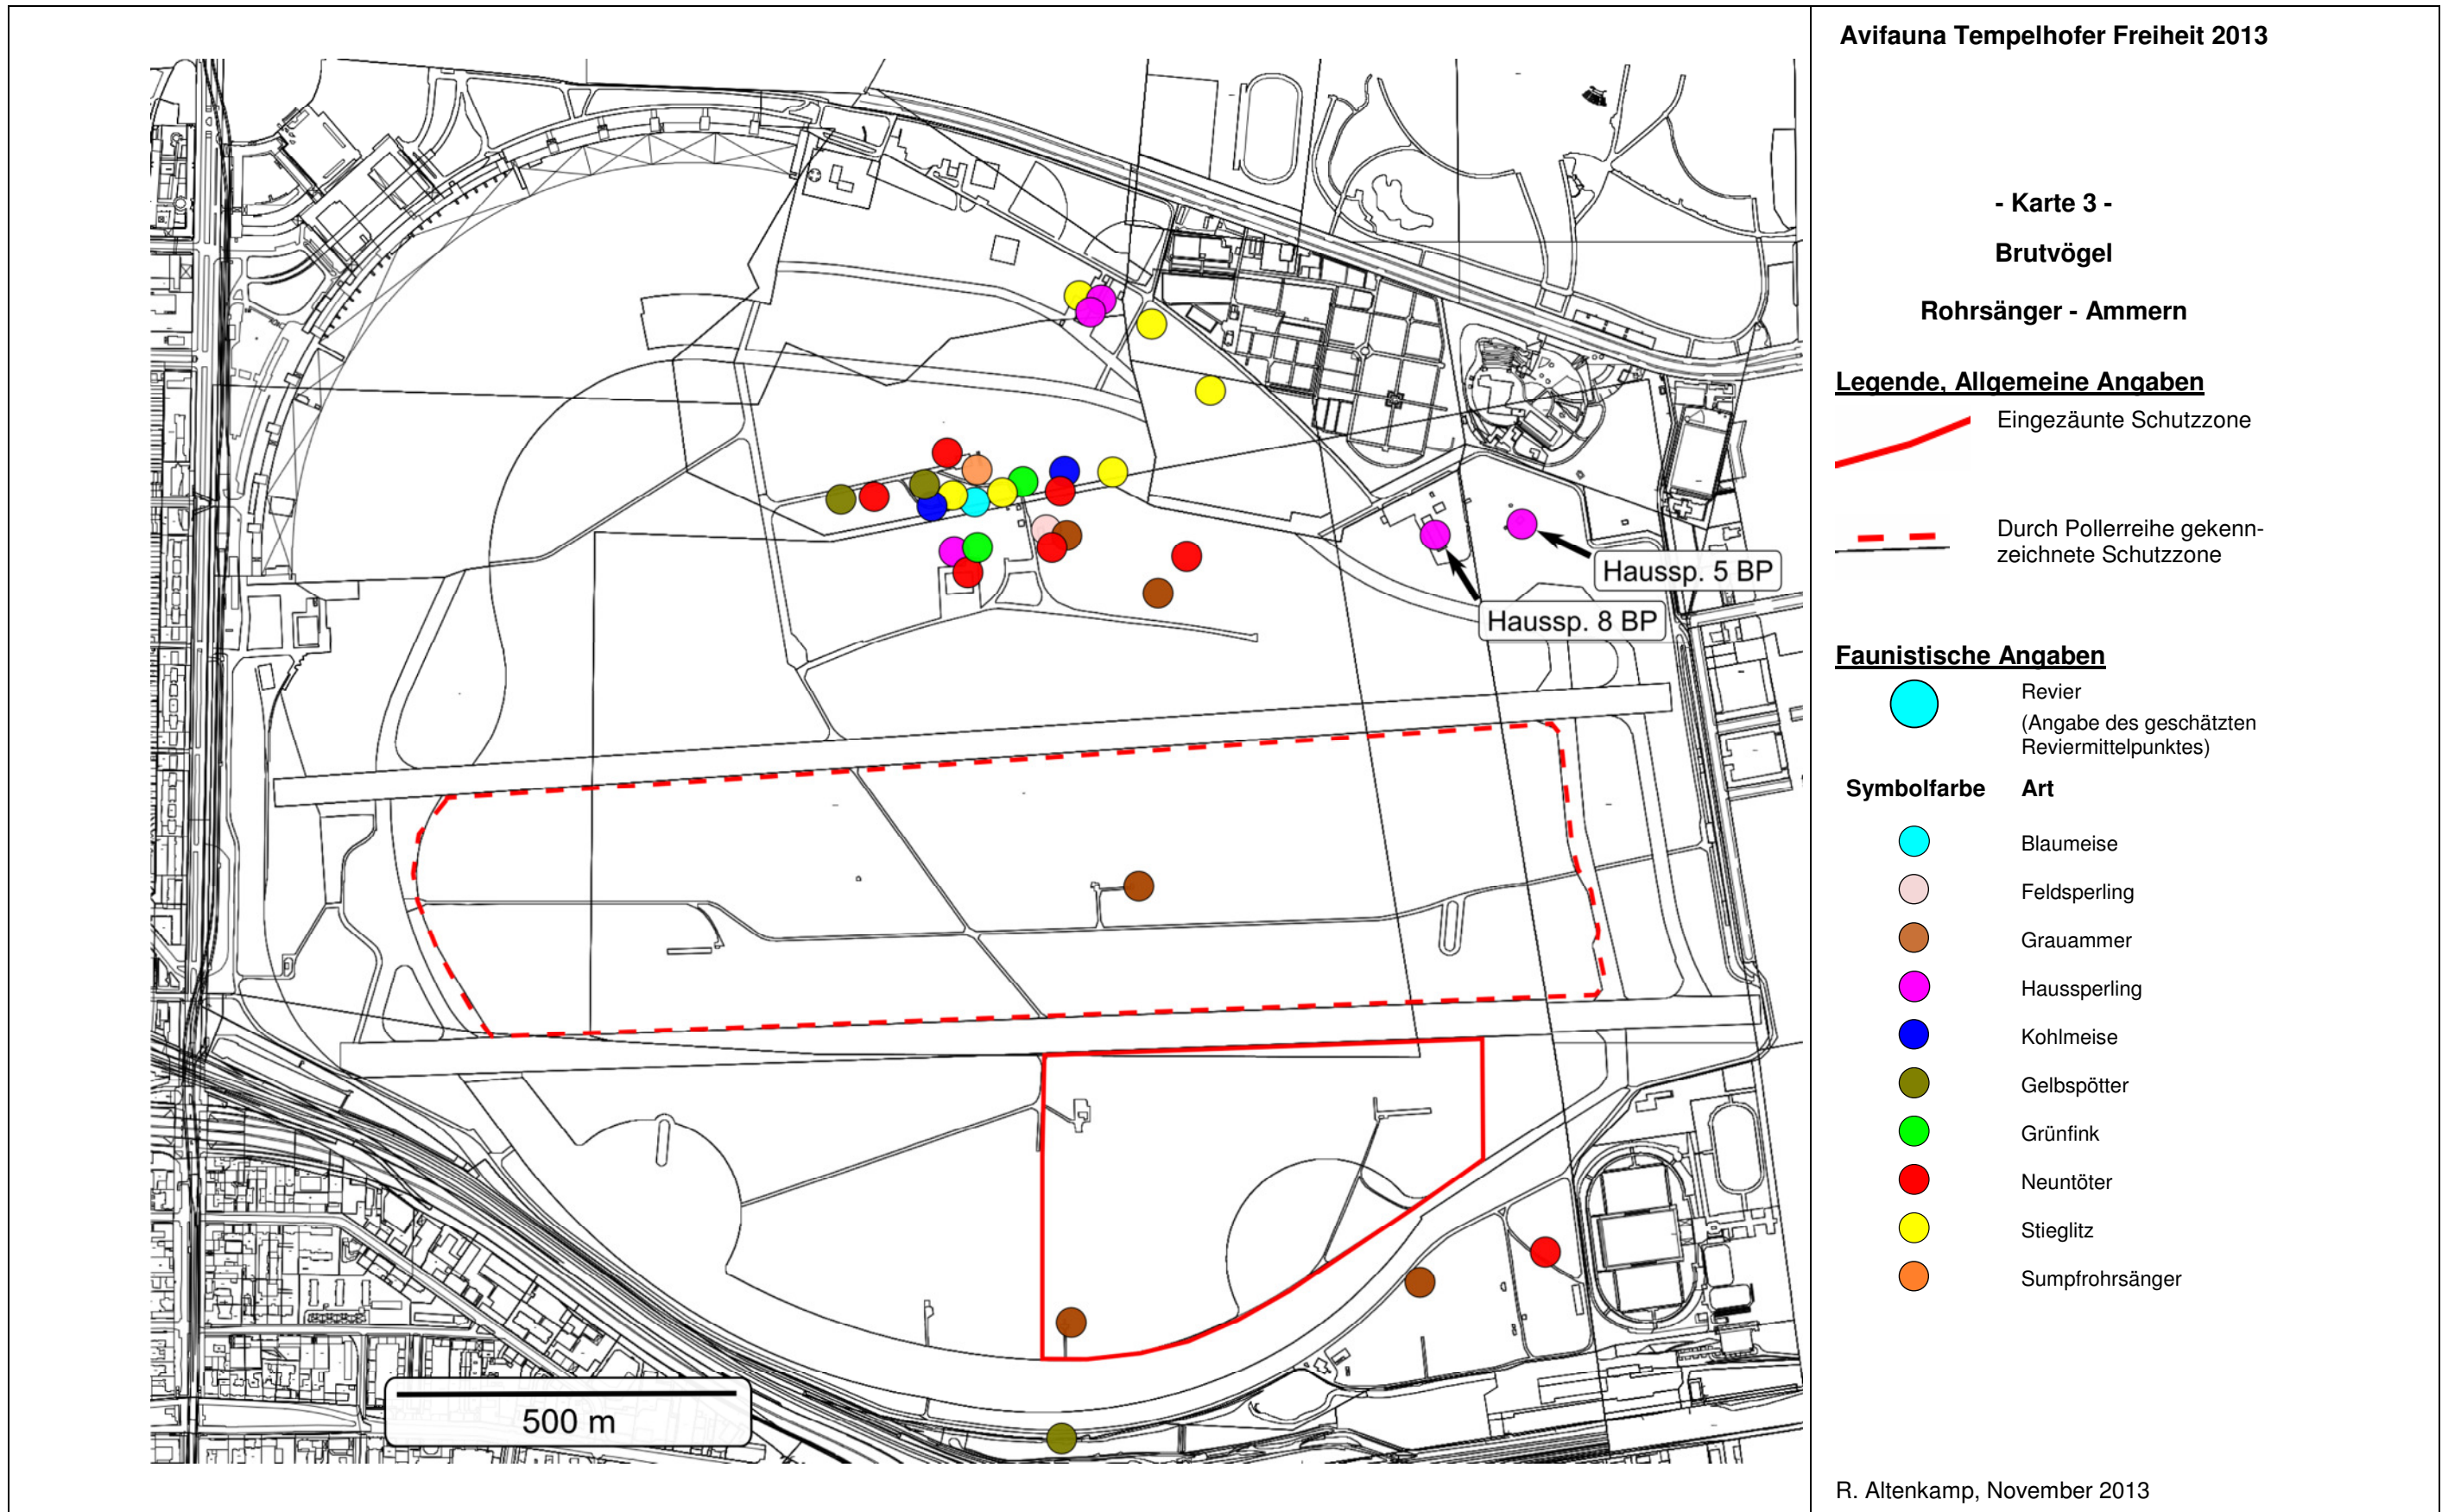 Avifauna Tempelhofer Freiheit 2013
- Karte 3 -
Brutvögel
Rohrsänger - Ammern
Legende, Allgemeine Angaben
Eingezäunte Schutzzone
Durch Pollerreihe gekenn-
zeichnete Schutzzone
Faunistische Angaben
Revier
(Angabe des geschätzten
Reviermittelpunktes)
Symbolfarbe Art
Blaumeise
Feldsperling
Grauammer
Haussperling
Kohlmeise
Gelbspötter
Grünfink
Neuntöter
Stieglitz
Sumpfrohrsänger
R. Altenkamp, November 2013
Haussp. 5 BP
Haussp. 8 BP
500 m